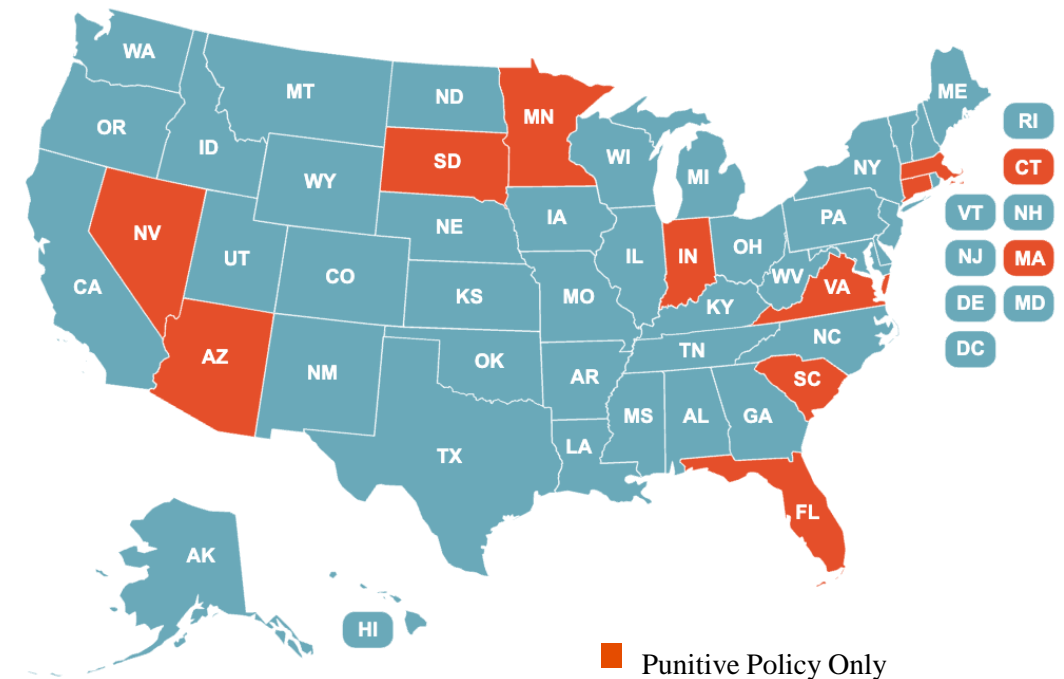 WA
MT
ND
MN
ME
OR
ID
SD
WI
MI
NY
RI
CT
WY
NV
NE
IA
PA
VT
NH
UT
CO
IL
IN
OH
WV
NJ
MA
CA
KS
MO
KY
VA
DE
MD
AZ
NM
OK
AR
TN
NC
DC
SC
MS
AL
GA
LA
TX
FL
AK
HI
Punitive Policy Only